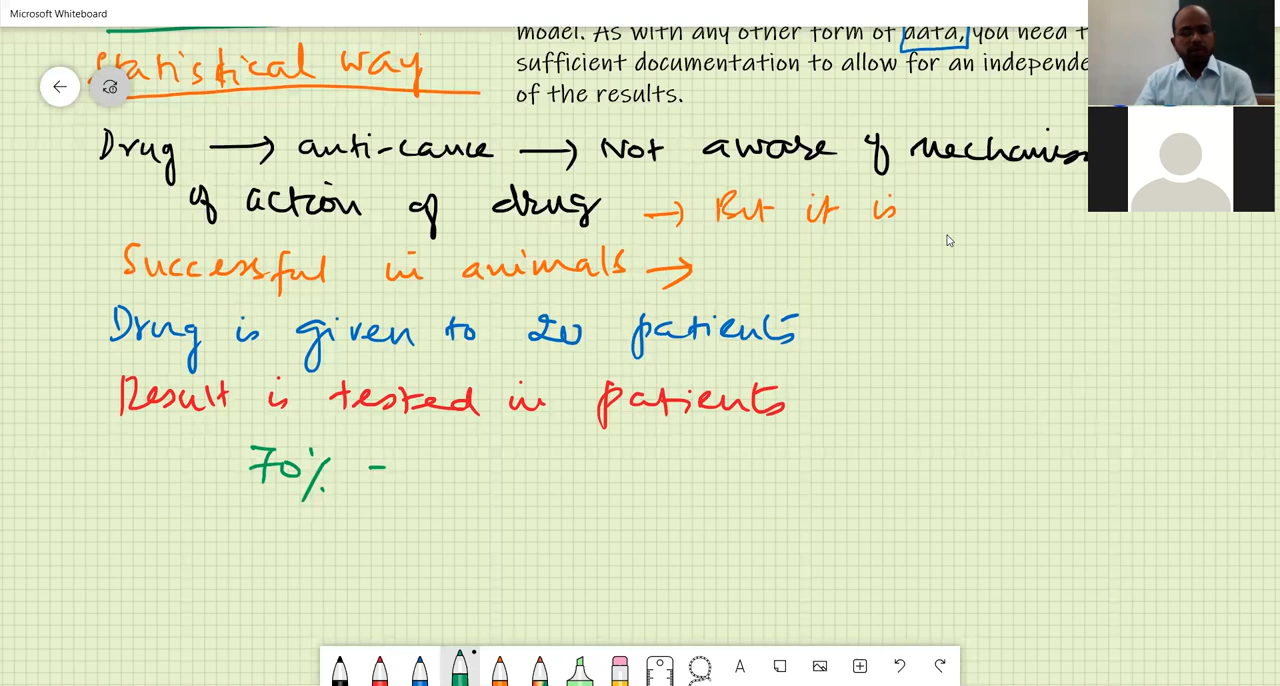 Microsoft Whiteboard
model. As with any other form of data, you need t
sufficient documentation to allow for an independe
of the results.
Statistical way
Drug → anti-cance → Not aware of mechanism
of action of drug → But it is
Successful in animals →
Drug is given to 20 patients
Result is tested in patients
70% -
A